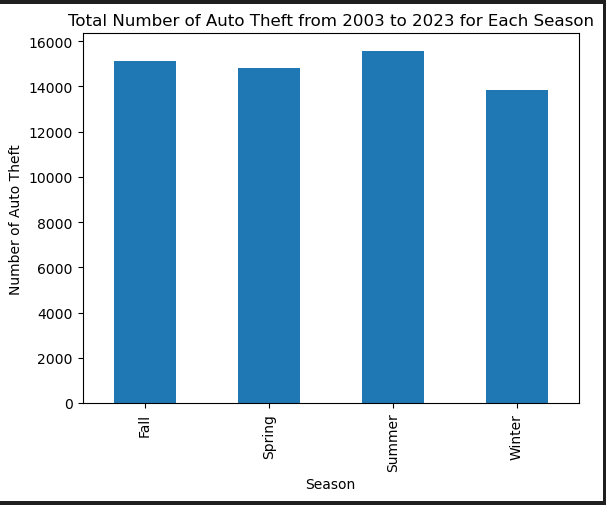 Total Number of Auto Theft from 2003 to 2023 for Each Season
16000
14000
12000
10000
8000
6000
4000
2000
0
Number of Auto Theft
Fall
Spring
Summer
Winter
Season